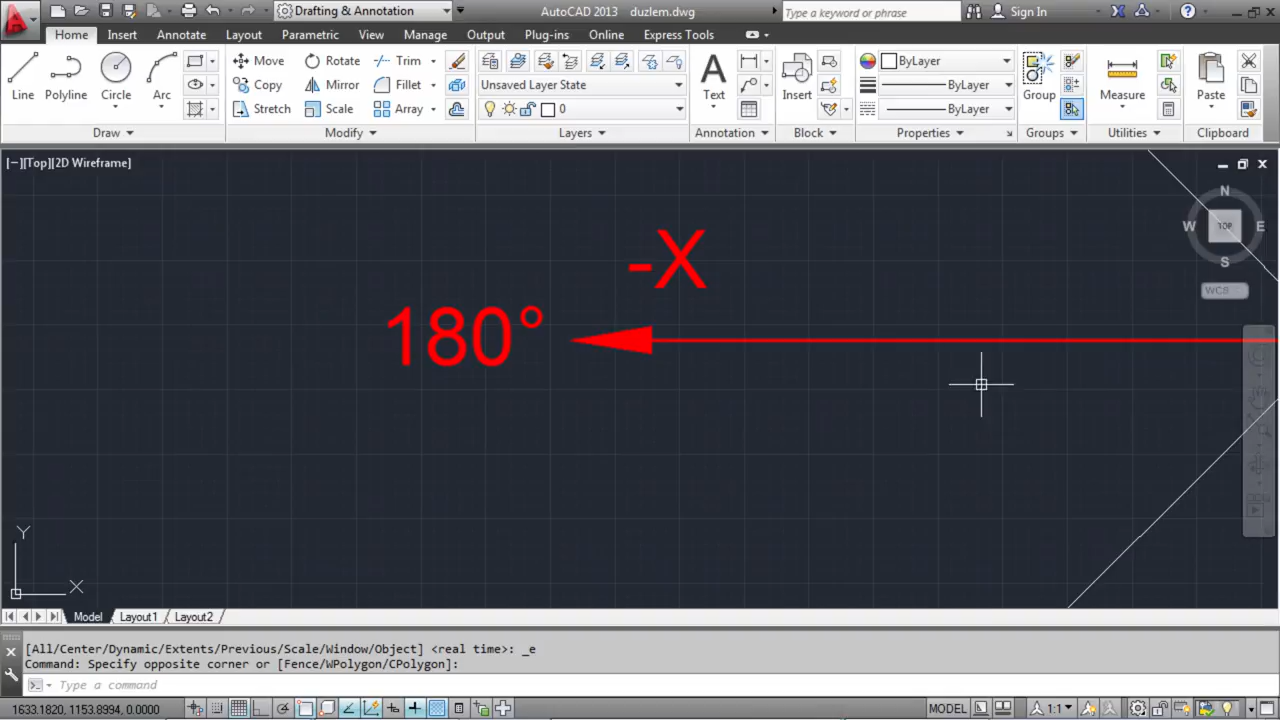 Drafting & Annotation
AutoCAD 2013 duzlem.dwg
Type a keyword or phrase
Sign In
Home Insert Annotate Layout Parametric View Manage Output Plug-ins Online Express Tools
Line Polyline Circle Arc
Move Rotate Trim
Copy Mirror Fillet
Stretch Scale Array
Unsaved Layer State
0
Text
Insert
ByLayer
ByLayer
ByLayer
Group
Measure
Paste
Draw Modify Layers Annotation Block Properties Groups Utilities Clipboard
[−][Top][2D Wireframe]
N
W TOP E
S
WCS
-X
180°
Y
X
Model Layout1 Layout2
[All/Center/Dynamic/Extents/Previous/Scale/Window/Object] <real time>: _e
Command: Specify opposite corner or [Fence/WPolygon/CPolygon]:
Type a command
1633.1820, 1153.8994, 0.0000
MODEL
1:1